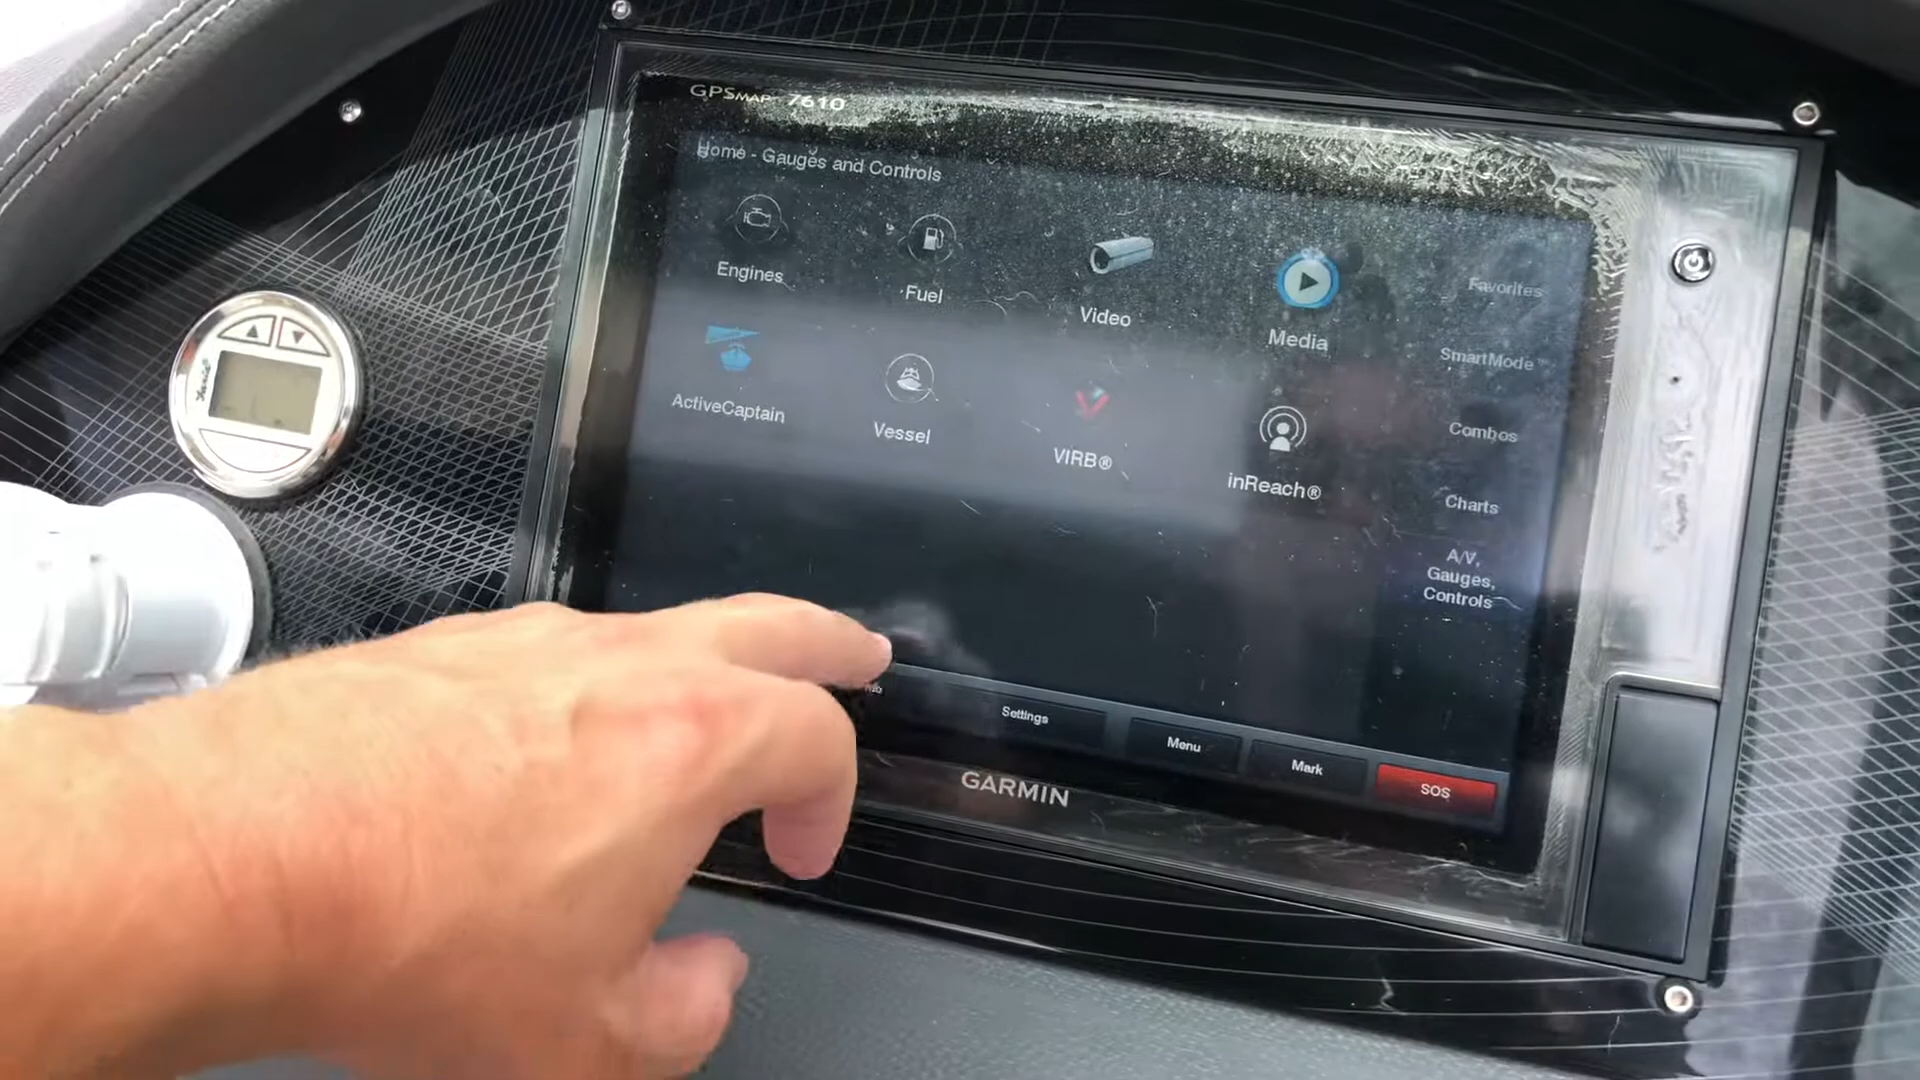 GPSMAP 7610
Home - Gauges and Controls
Engines
Fuel
Video
Media
ActiveCaptain
Vessel
VIRB®
inReach®
Favorites
SmartMode™
Combos
Charts
A/V,
Gauges,
Controls
Settings
Menu
Mark
SOS
GARMIN